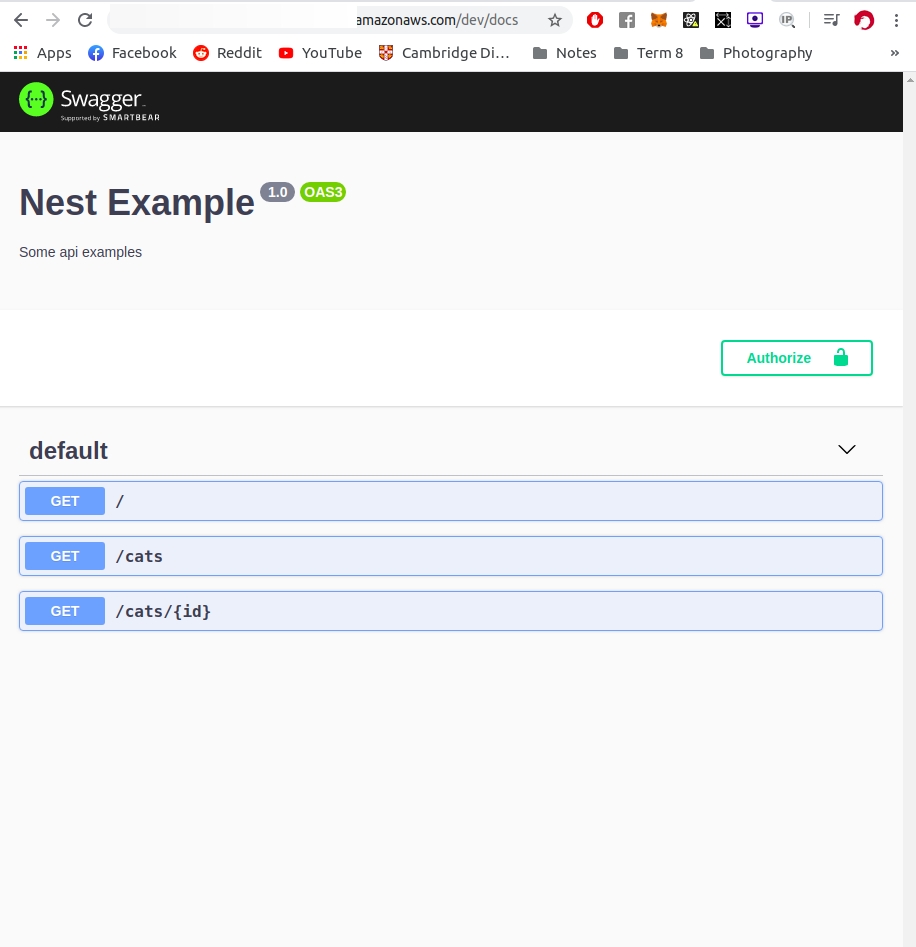 amazonaws.com/dev/docs
IP
Apps Facebook Reddit YouTube Cambridge Di... Notes Term 8 Photography »
{···} Swagger
Supported by SMARTBEAR
Nest Example 1.0 OAS3
Some api examples
Authorize
default
GET /
GET /cats
GET /cats/{id}